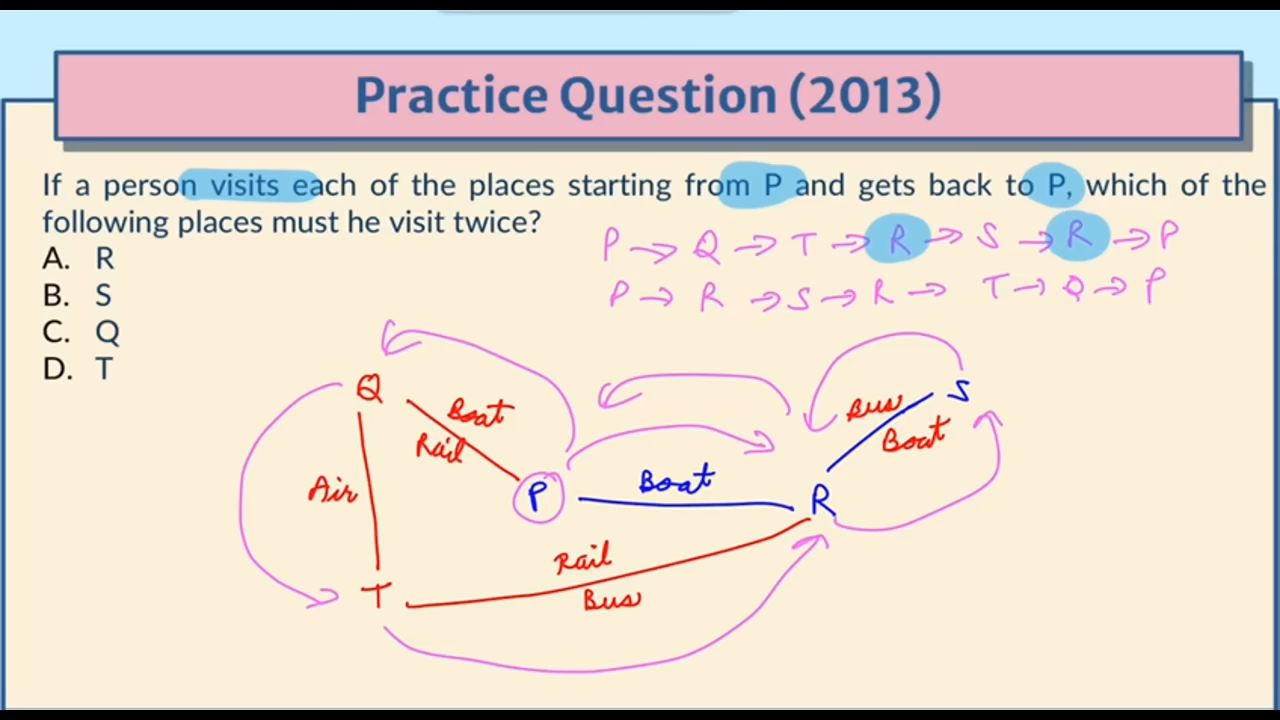 Practice Question (2013)
If a person visits each of the places starting from P and gets back to P, which of the
following places must he visit twice?
P → Q → T → R → S → R → P
A. R
B. S
P → R → S → R → T → Q → P
C. Q
D. T
Q
Boat
Rail
Bus
S
Boat
Air
P
Boat
R
Rail
T
Bus